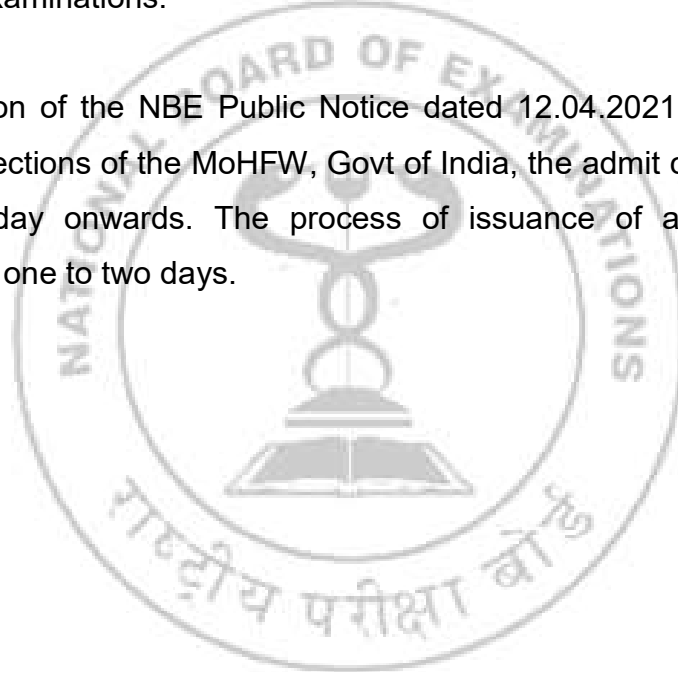 xaminations.
on of the NBE Public Notice dated 12.04.2021
ections of the MoHFW, Govt of India, the admit c
day onwards. The process of issuance of a
one to two days.
NATIONAL BOARD OF EXAMINATIONS
राष्ट्रीय परीक्षा बोर्ड